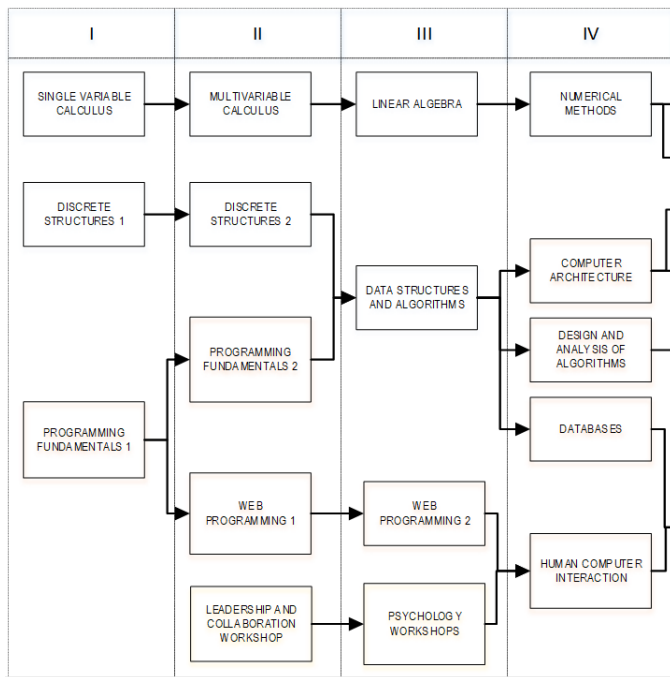 I
II
III
IV
SINGLE VARIABLE
CALCULUS
MULTIVARIABLE
CALCULUS
LINEAR ALGEBRA
NUMERICAL
METHODS
DISCRETE
STRUCTURES 1
DISCRETE
STRUCTURES 2
DATA STRUCTURES
AND ALGORITHMS
COMPUTER
ARCHITECTURE
PROGRAMMING
FUNDAMENTALS 2
DESIGN AND
ANALYSIS OF
ALGORITHMS
PROGRAMMING
FUNDAMENTALS 1
DATABASES
WEB
PROGRAMMING 1
WEB
PROGRAMMING 2
HUMAN COMPUTER
INTERACTION
LEADERSHIP AND
COLLABORATION
WORKSHOP
PSYCHOLOGY
WORKSHOPS